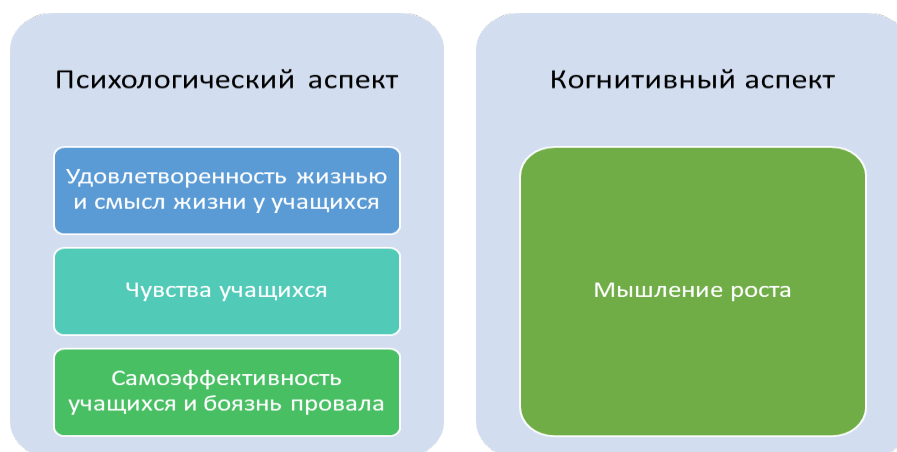 Психологический аспект
Удовлетворенность жизнью
и смысл жизни у учащихся
Чувства учащихся
Самоэффективность
учащихся и боязнь провала
Когнитивный аспект
Мышление роста